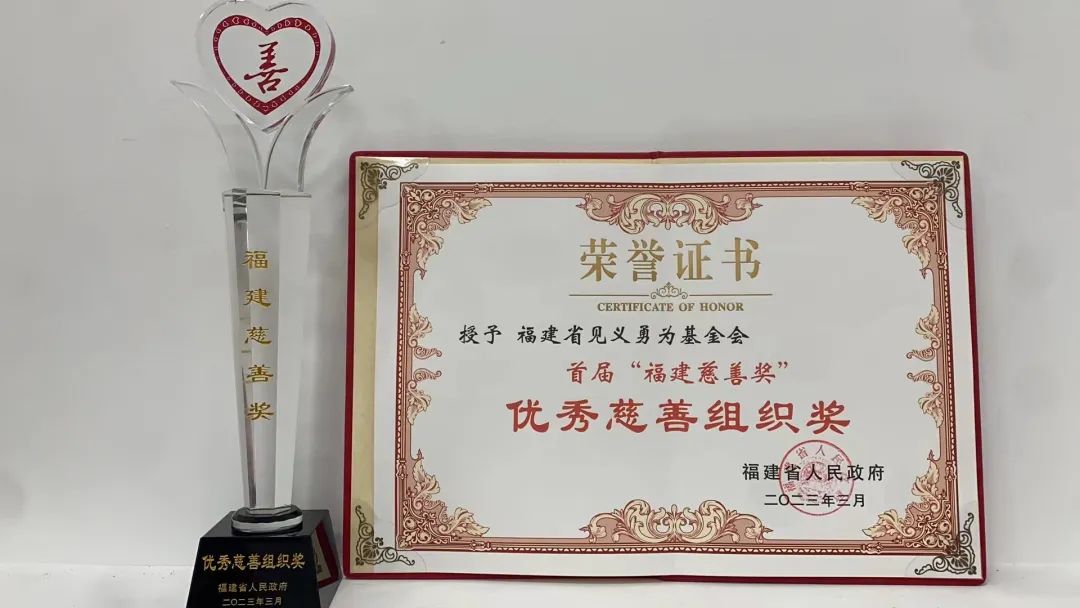 善
福建慈善奖
优秀慈善组织奖
福建省人民政府
二〇二三年三月
荣誉证书
CERTIFICATE OF HONOR
授予 福建省见义勇为基金会
首届“福建慈善奖”
优秀慈善组织奖
福建省人民政府
二〇二三年三月